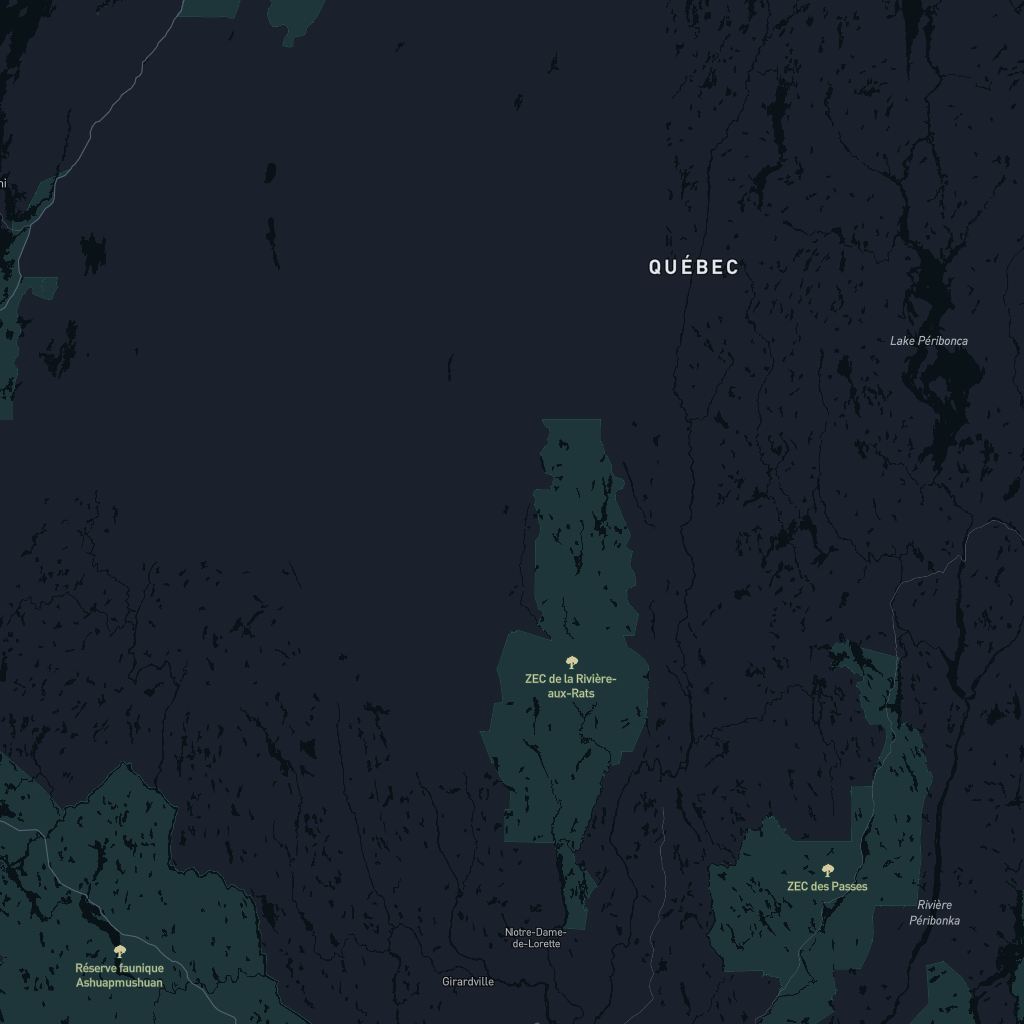 ni
QUÉBEC
Lake Péribonca
ZEC de la Rivière-
aux-Rats
ZEC des Passes
Rivière
Péribonka
Notre-Dame-
de-Lorette
Réserve faunique
Ashuapmushuan
Girardville